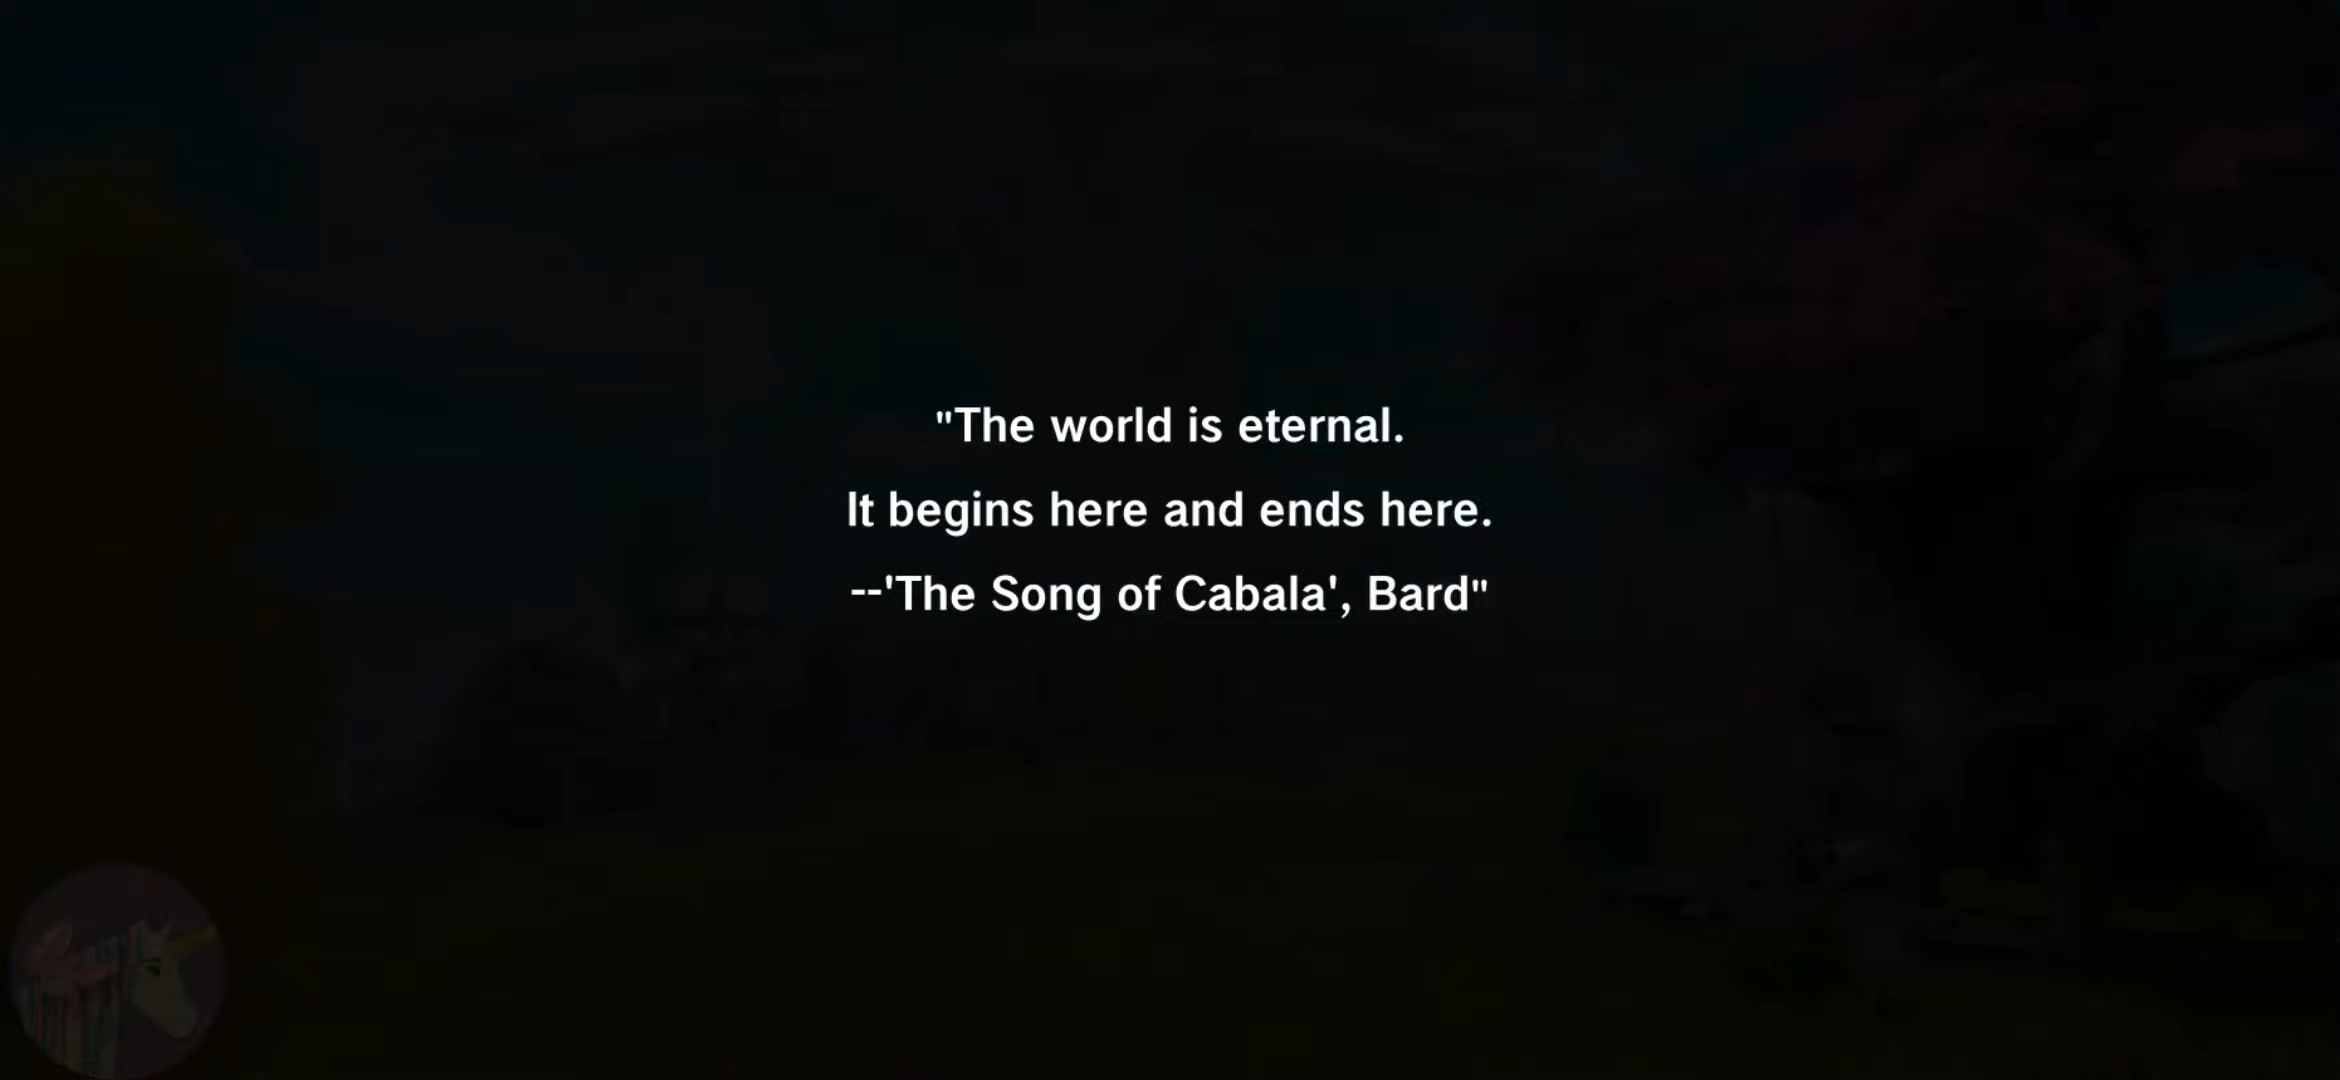 "The world is eternal.
It begins here and ends here.
--'The Song of Cabala', Bard"